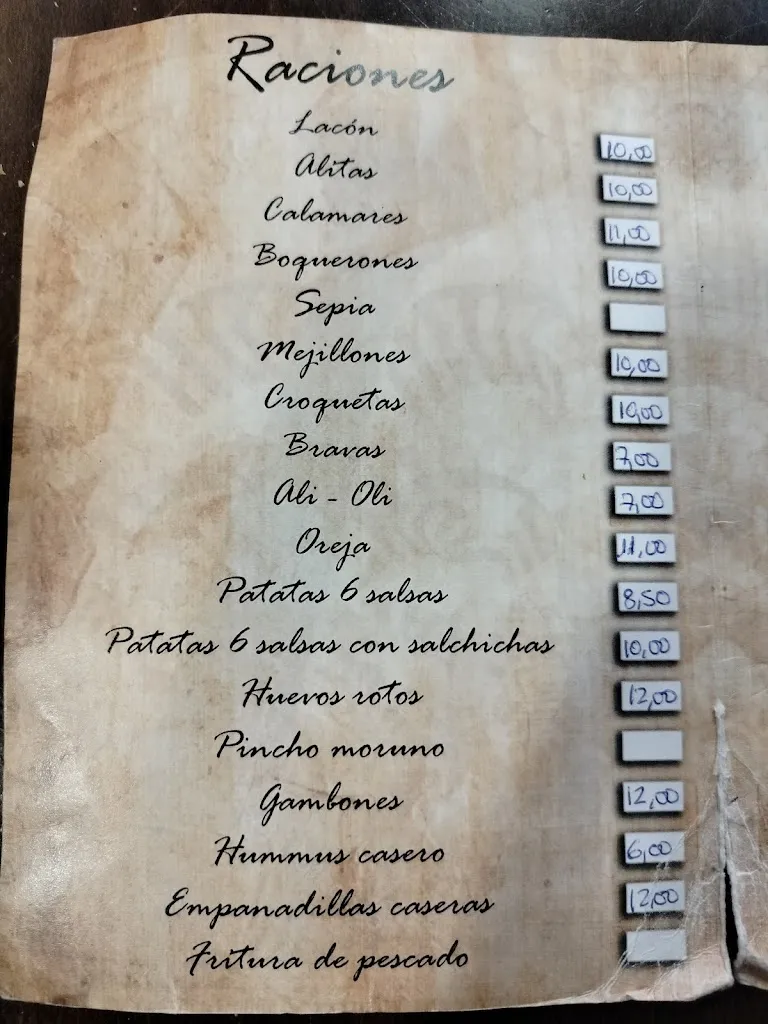 Raciones
Lacón 10,00
Alitas 10,00
Calamares 11,00
Boquerones 10,00
Sepia
Mejillones 10,00
Croquetas 10,00
Bravas 7,00
Ali - Oli 7,00
Oreja 11,00
Patatas 6 salsas 8,50
Patatas 6 salsas con salchichas 10,00
Huevos rotos 12,00
Pincho moruno
Gambones 12,00
Hummus casero 6,00
Empanadillas caseras 12,00
Fritura de pescado